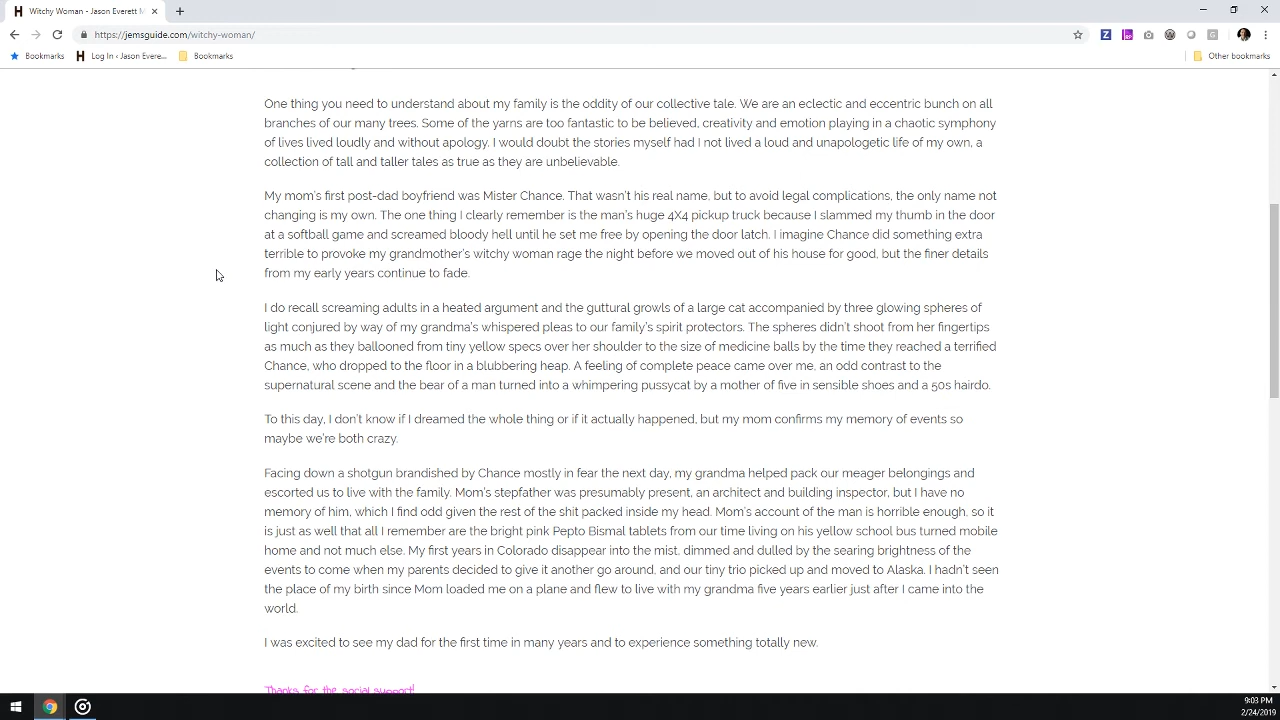 Witchy Woman - Jason Everett M
https://jemsguide.com/witchy-woman/
Bookmarks
Log In ‹ Jason Evere...
Bookmarks
Other bookmarks
One thing you need to understand about my family is the oddity of our collective tale. We are an eclectic and eccentric bunch on all
branches of our many trees. Some of the yarns are too fantastic to be believed, creativity and emotion playing in a chaotic symphony
of lives lived loudly and without apology. I would doubt the stories myself had I not lived a loud and unapologetic life of my own, a
collection of tall and taller tales as true as they are unbelievable.
My mom's first post-dad boyfriend was Mister Chance. That wasn't his real name, but to avoid legal complications, the only name not
changing is my own. The one thing I clearly remember is the man's huge 4X4 pickup truck because I slammed my thumb in the door
at a softball game and screamed bloody hell until he set me free by opening the door latch. I imagine Chance did something extra
terrible to provoke my grandmother's witchy woman rage the night before we moved out of his house for good, but the finer details
from my early years continue to fade.
I do recall screaming adults in a heated argument and the guttural growls of a large cat accompanied by three glowing spheres of
light conjured by way of my grandma's whispered pleas to our family's spirit protectors. The spheres didn't shoot from her fingertips
as much as they ballooned from tiny yellow specs over her shoulder to the size of medicine balls by the time they reached a terrified
Chance, who dropped to the floor in a blubbering heap. A feeling of complete peace came over me, an odd contrast to the
supernatural scene and the bear of a man turned into a whimpering pussycat by a mother of five in sensible shoes and a 50s hairdo.
To this day, I don't know if I dreamed the whole thing or if it actually happened, but my mom confirms my memory of events so
maybe we're both crazy.
Facing down a shotgun brandished by Chance mostly in fear the next day, my grandma helped pack our meager belongings and
escorted us to live with the family. Mom's stepfather was presumably present, an architect and building inspector, but I have no
memory of him, which I find odd given the rest of the shit packed inside my head. Mom's account of the man is horrible enough, so it
is just as well that all I remember are the bright pink Pepto Bismal tablets from our time living on his yellow school bus turned mobile
home and not much else. My first years in Colorado disappear into the mist, dimmed and dulled by the searing brightness of the
events to come when my parents decided to give it another go around, and our tiny trio picked up and moved to Alaska. I hadn't seen
the place of my birth since Mom loaded me on a plane and flew to live with my grandma five years earlier just after I came into the
world.
I was excited to see my dad for the first time in many years and to experience something totally new.
Thanks for the social support!
9:03 PM
2/24/2019